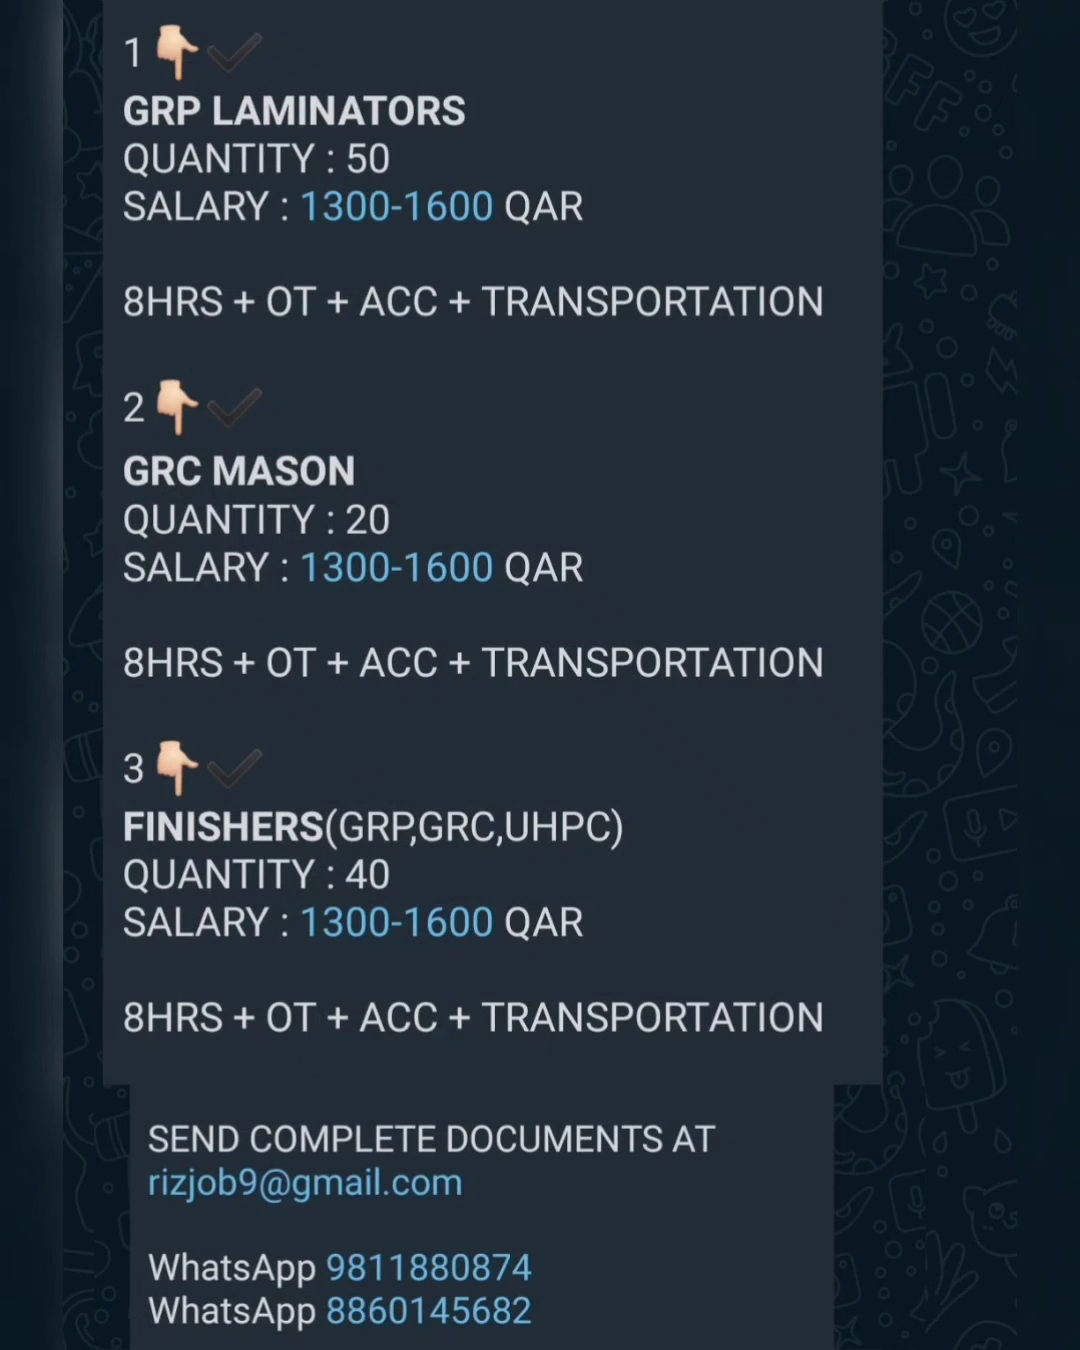 1 👇🏻✔️
GRP LAMINATORS
QUANTITY : 50
SALARY : 1300-1600 QAR
8HRS + OT + ACC + TRANSPORTATION
2 👇🏻✔️
GRC MASON
QUANTITY : 20
SALARY : 1300-1600 QAR
8HRS + OT + ACC + TRANSPORTATION
3 👇🏻✔️
FINISHERS(GRP,GRC,UHPC)
QUANTITY : 40
SALARY : 1300-1600 QAR
8HRS + OT + ACC + TRANSPORTATION
SEND COMPLETE DOCUMENTS AT
rizjob9@gmail.com
WhatsApp 9811880874
WhatsApp 8860145682